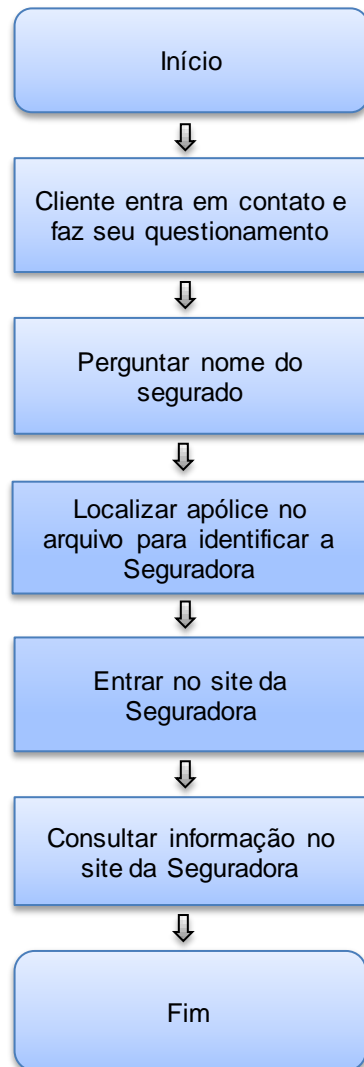 Início
Cliente entra em contato e
faz seu questionamento
Perguntar nome do
segurado
Localizar apólice no
arquivo para identificar a
Seguradora
Entrar no site da
Seguradora
Consultar informação no
site da Seguradora
Fim